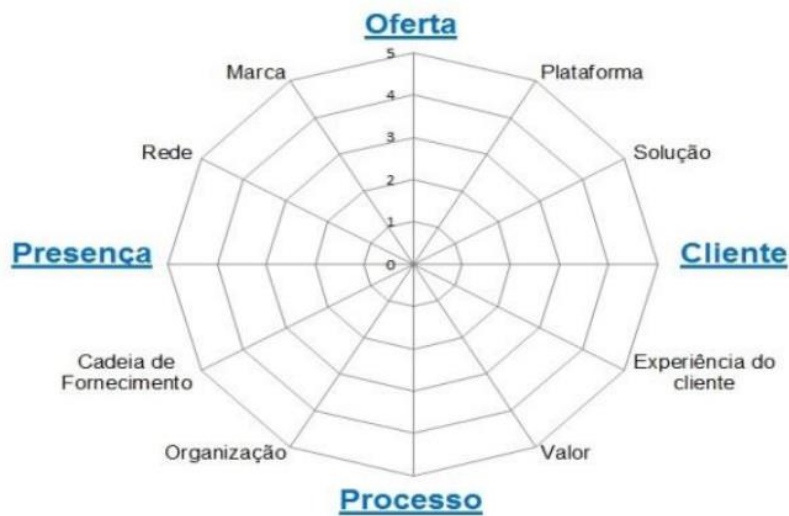 Oferta
5
Marca
Plataforma
4
Rede
3
Solução
2
1
Presença
0
Cliente
Cadeia de
Fornecimento
Experiência do
cliente
Organização
Valor
Processo